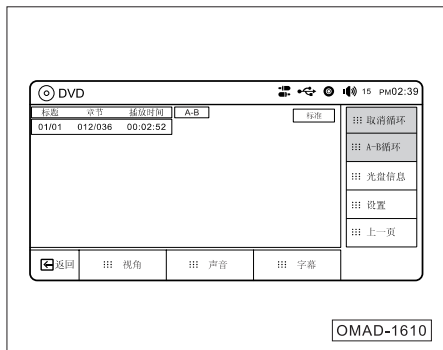 DVD 15 PM02:39
标题 章节 播放时间 A-B 标准
01/01 012/036 00:02:52
取消循环
A-B循环
光盘信息
设置
上一页
返回 视角 声音 字幕
OMAD-1610